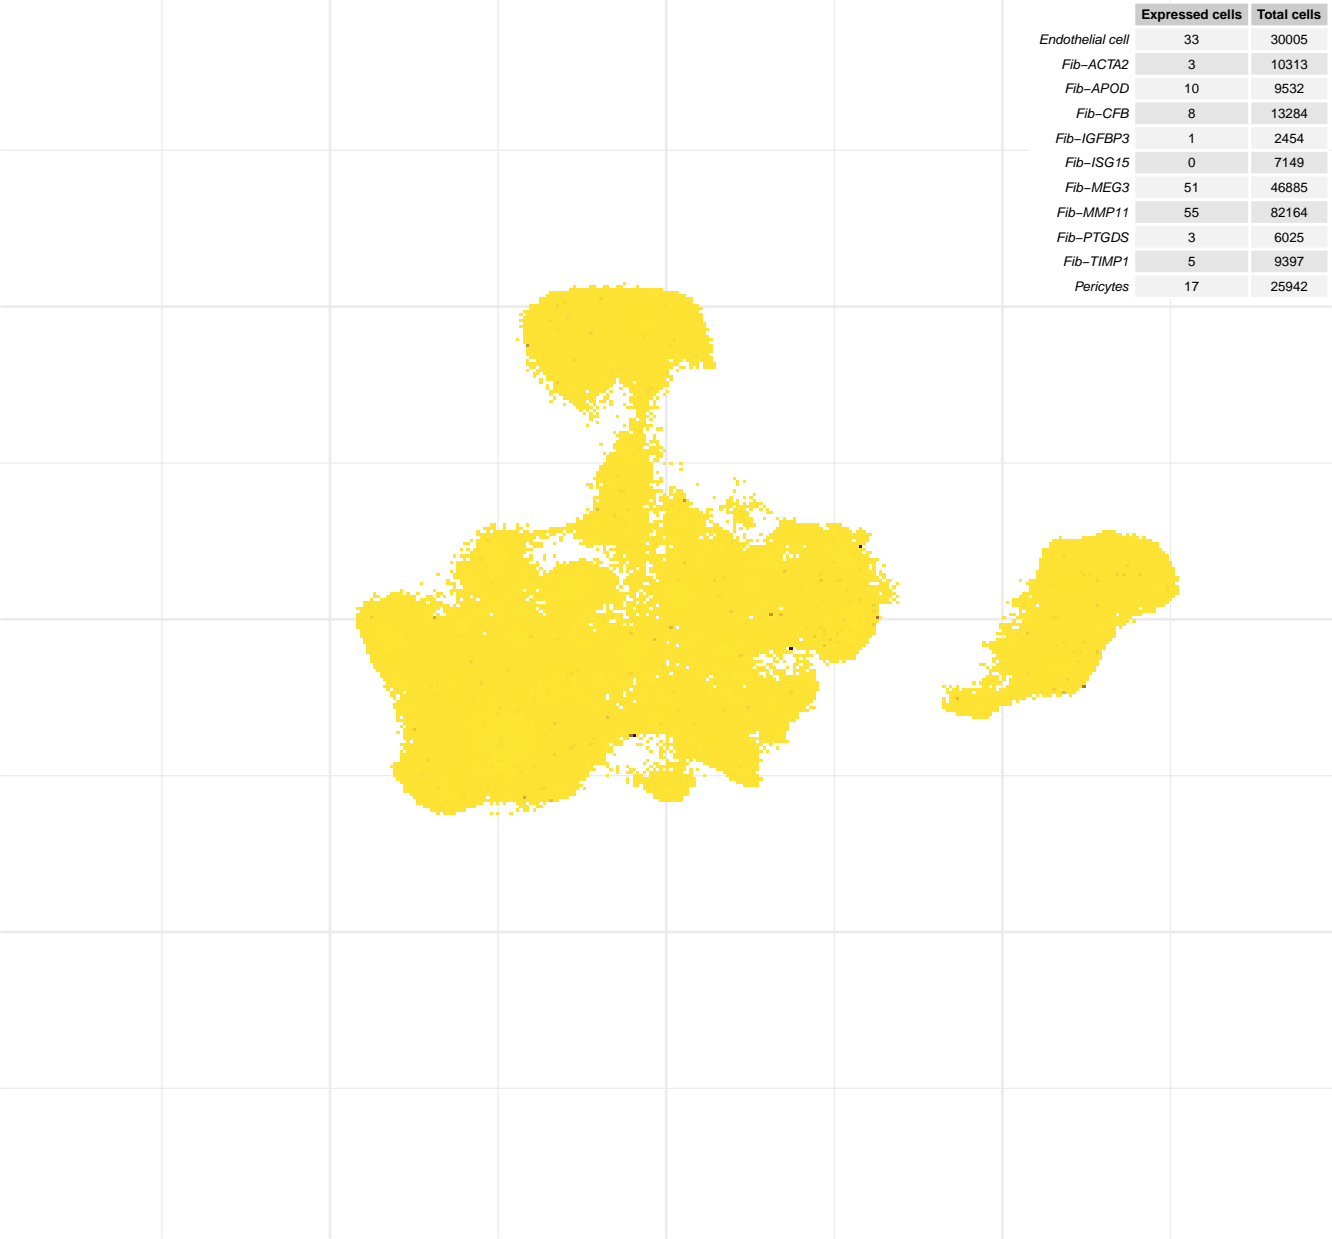 Expressed cells Total cells
Endothelial cell 33 30005
Fib−ACTA2 3 10313
Fib−APOD 10 9532
Fib−CFB 8 13284
Fib−IGFBP3 1 2454
Fib−ISG15 0 7149
Fib−MEG3 51 46885
Fib−MMP11 55 82164
Fib−PTGDS 3 6025
Fib−TIMP1 5 9397
Pericytes 17 25942